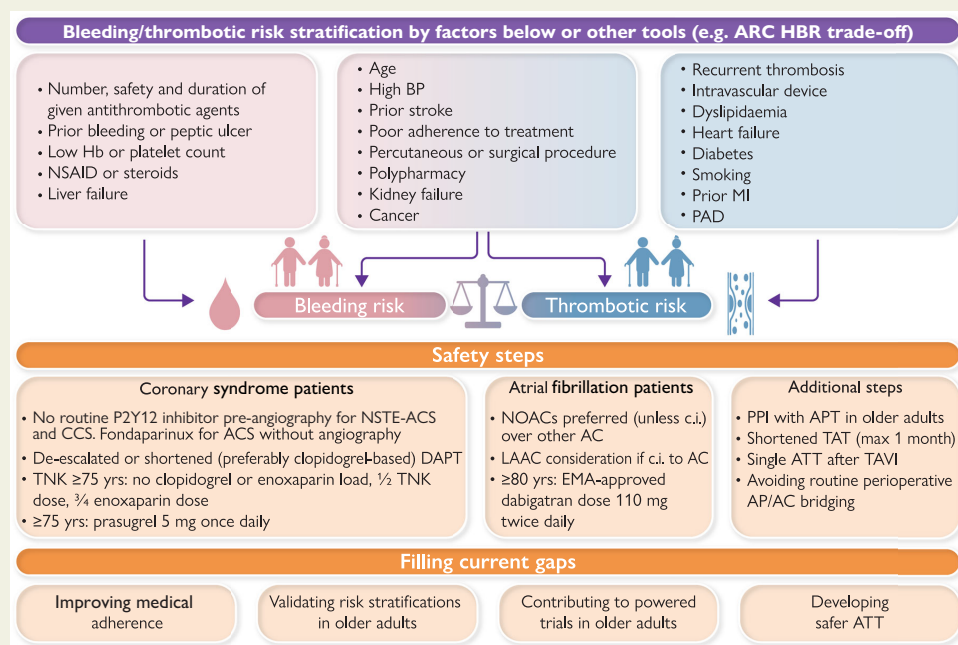 Bleeding/thrombotic risk stratification by factors below or other tools (e.g. ARC HBR trade-off)
• Number, safety and duration of
given antithrombotic agents
• Prior bleeding or peptic ulcer
• Low Hb or platelet count
• NSAID or steroids
• Liver failure
• Age
• High BP
• Prior stroke
• Poor adherence to treatment
• Percutaneous or surgical procedure
• Polypharmacy
• Kidney failure
• Cancer
• Recurrent thrombosis
• Intravascular device
• Dyslipidaemia
• Heart failure
• Diabetes
• Smoking
• Prior MI
• PAD
Bleeding risk
Thrombotic risk
Safety steps
Coronary syndrome patients
• No routine P2Y12 inhibitor pre-angiography for NSTE-ACS
and CCS. Fondaparinux for ACS without angiography
• De-escalated or shortened (preferably clopidogrel-based) DAPT
• TNK ≥75 yrs: no clopidogrel or enoxaparin load, ½ TNK
dose, ¾ enoxaparin dose
• ≥75 yrs: prasugrel 5 mg once daily
Atrial fibrillation patients
• NOACs preferred (unless c.i.)
over other AC
• LAAC consideration if c.i. to AC
• ≥80 yrs: EMA-approved
dabigatran dose 110 mg
twice daily
Additional steps
• PPI with APT in older adults
• Shortened TAT (max 1 month)
• Single ATT after TAVI
• Avoiding routine perioperative
AP/AC bridging
Filling current gaps
Improving medical
adherence
Validating risk stratifications
in older adults
Contributing to powered
trials in older adults
Developing
safer ATT